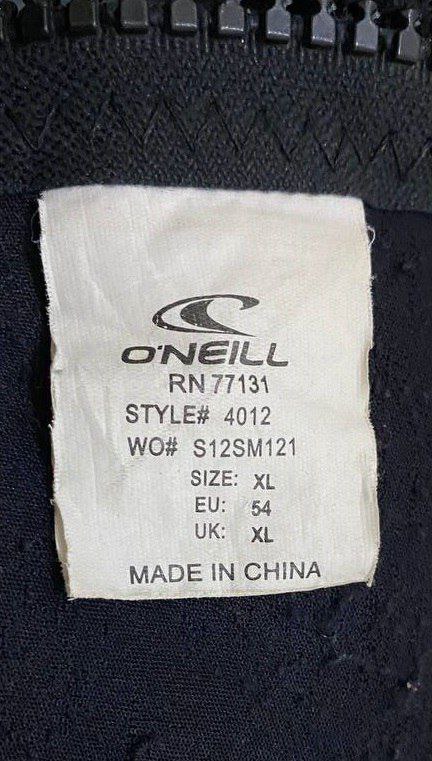 O'NEILL
RN 77131
STYLE# 4012
WO# S12SM121
SIZE: XL
EU: 54
UK: XL
MADE IN CHINA